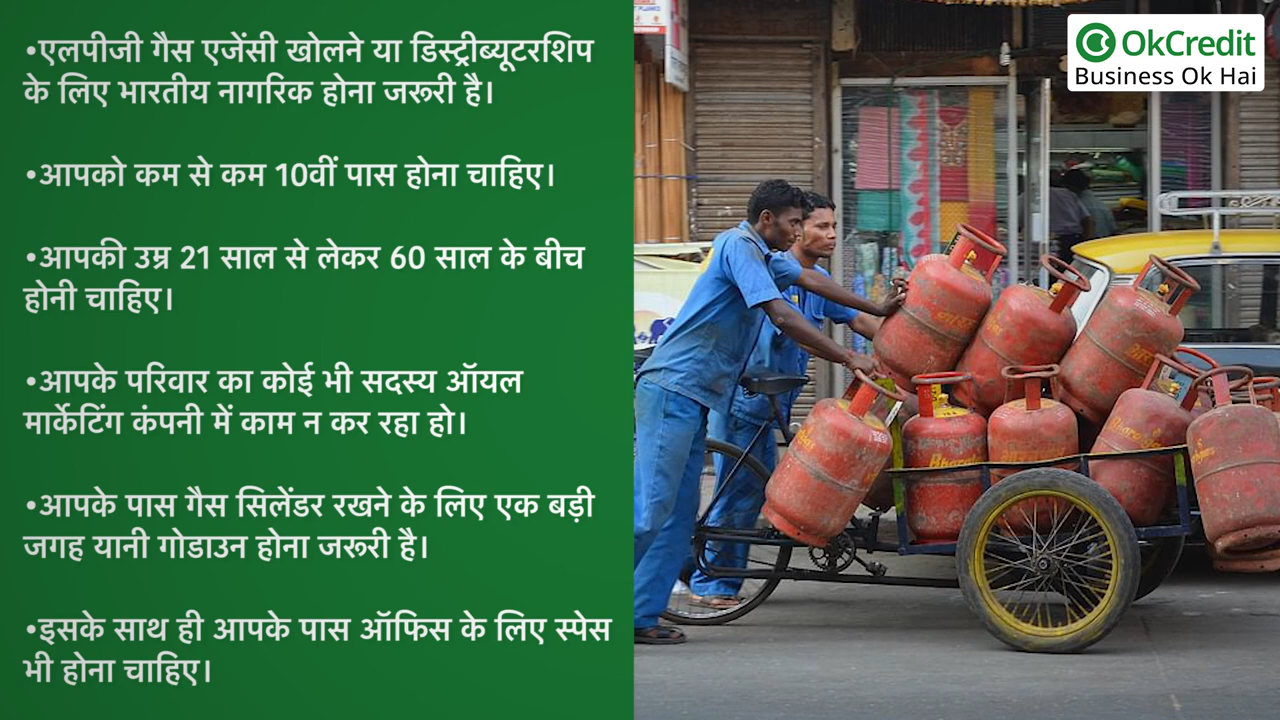 •एलपीजी गैस एजेंसी खोलने या डिस्ट्रीब्यूटरशिप
के लिए भारतीय नागरिक होना जरूरी है।
•आपको कम से कम 10वीं पास होना चाहिए।
•आपकी उम्र 21 साल से लेकर 60 साल के बीच
होनी चाहिए।
•आपके परिवार का कोई भी सदस्य ऑयल
मार्केटिंग कंपनी में काम न कर रहा हो।
•आपके पास गैस सिलेंडर रखने के लिए एक बड़ी
जगह यानी गोडाउन होना जरूरी है।
•इसके साथ ही आपके पास ऑफिस के लिए स्पेस
भी होना चाहिए।
OkCredit
Business Ok Hai